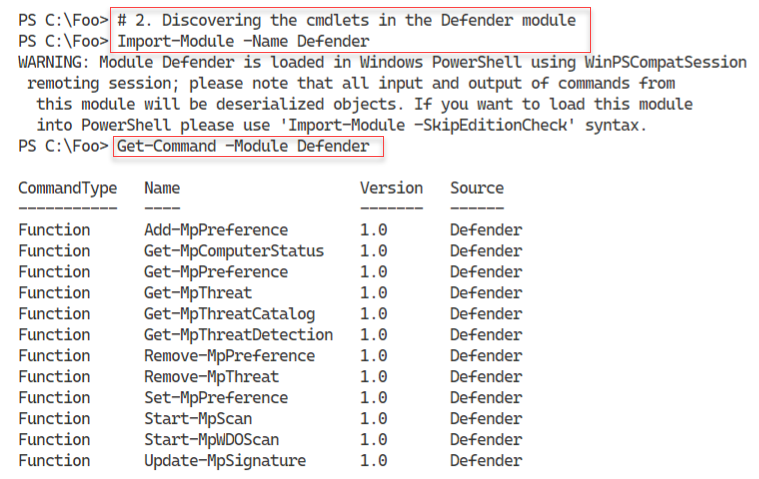 PS C:\Foo> # 2. Discovering the cmdlets in the Defender module
PS C:\Foo> Import-Module -Name Defender
WARNING: Module Defender is loaded in Windows PowerShell using WinPSCompatSession
remoting session; please note that all input and output of commands from
this module will be deserialized objects. If you want to load this module
into PowerShell please use 'Import-Module -SkipEditionCheck' syntax.
PS C:\Foo> Get-Command -Module Defender
CommandType Name Version Source
----------- ---- ------- ------
Function Add-MpPreference 1.0 Defender
Function Get-MpComputerStatus 1.0 Defender
Function Get-MpPreference 1.0 Defender
Function Get-MpThreat 1.0 Defender
Function Get-MpThreatCatalog 1.0 Defender
Function Get-MpThreatDetection 1.0 Defender
Function Remove-MpPreference 1.0 Defender
Function Remove-MpThreat 1.0 Defender
Function Set-MpPreference 1.0 Defender
Function Start-MpScan 1.0 Defender
Function Start-MpWDOScan 1.0 Defender
Function Update-MpSignature 1.0 Defender